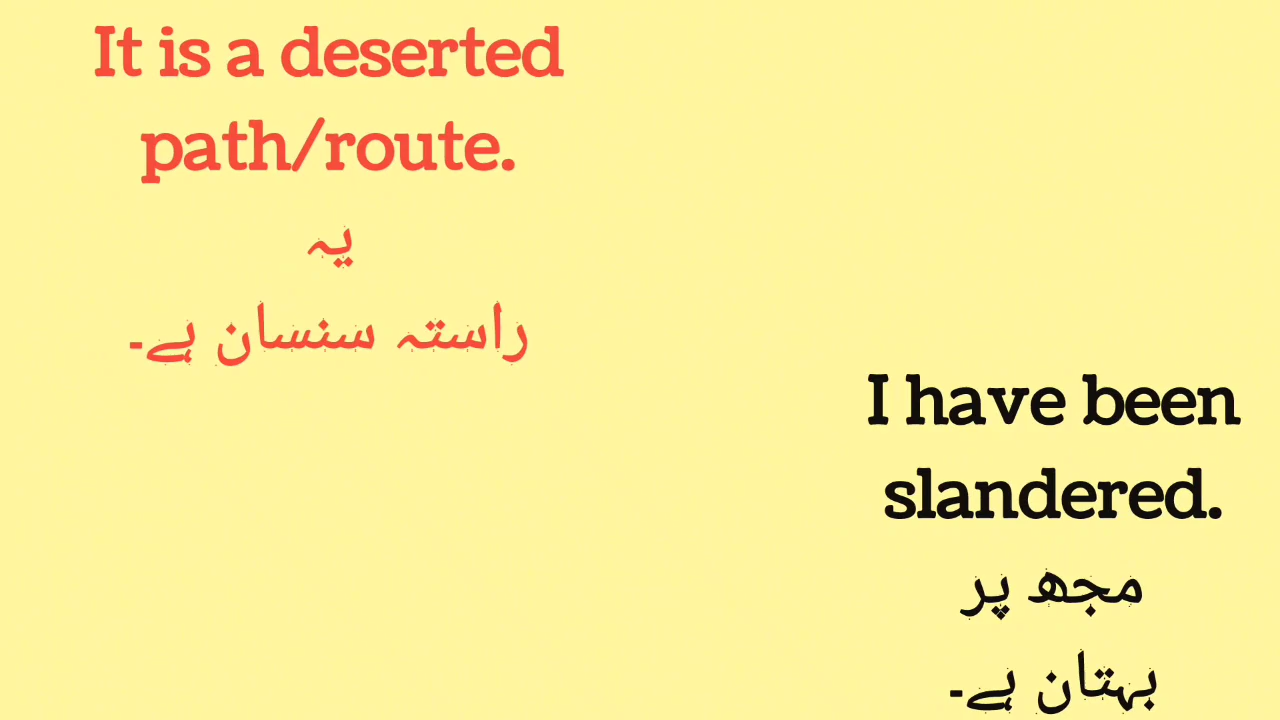 It is a deserted
path/route.
یہ
راستہ سنسان ہے۔
I have been
slandered.
مجھ پر
بہتان ہے۔